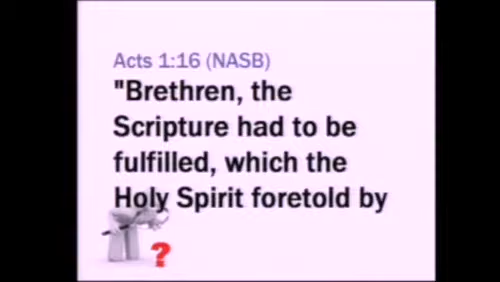 Acts 1:16 (NASB)
"Brethren, the
Scripture had to be
fulfilled, which the
Holy Spirit foretold by
?